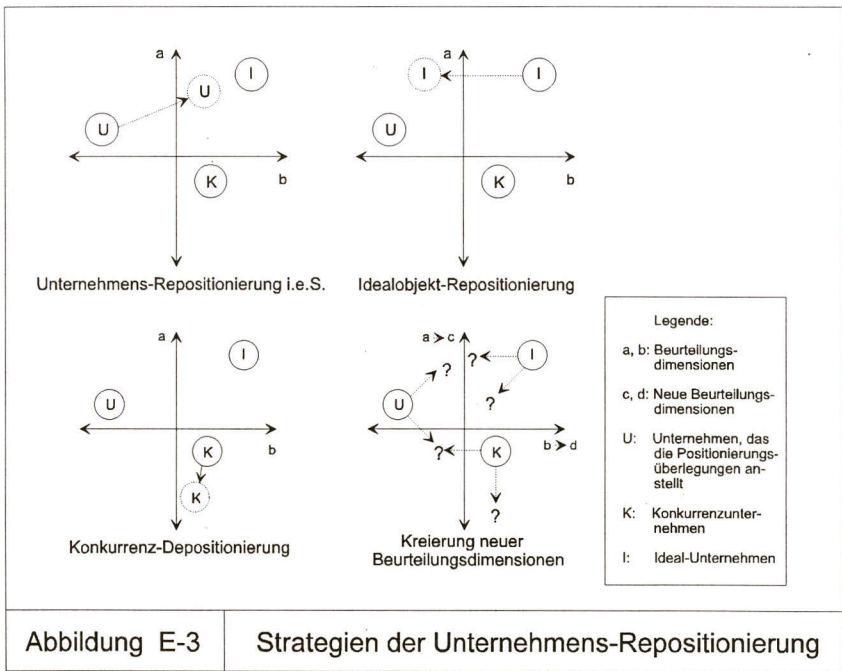 a
I
U
U
b
K
Unternehmens-Repositionierung i.e.S.
a
I
I
U
b
K
Idealobjekt-Repositionierung
a
I
U
b
K
K
Konkurrenz-Depositionierung
a > c
?
?
I
?
U
?
K
b > d
?
Kreierung neuer
Beurteilungsdimensionen
Legende:
a, b: Beurteilungs-
dimensionen
c, d: Neue Beurteilungs-
dimensionen
U: Unternehmen, das
die Positionierungs-
überlegungen an-
stellt
K: Konkurrenzunter-
nehmen
I: Ideal-Unternehmen
Abbildung E-3
Strategien der Unternehmens-Repositionierung